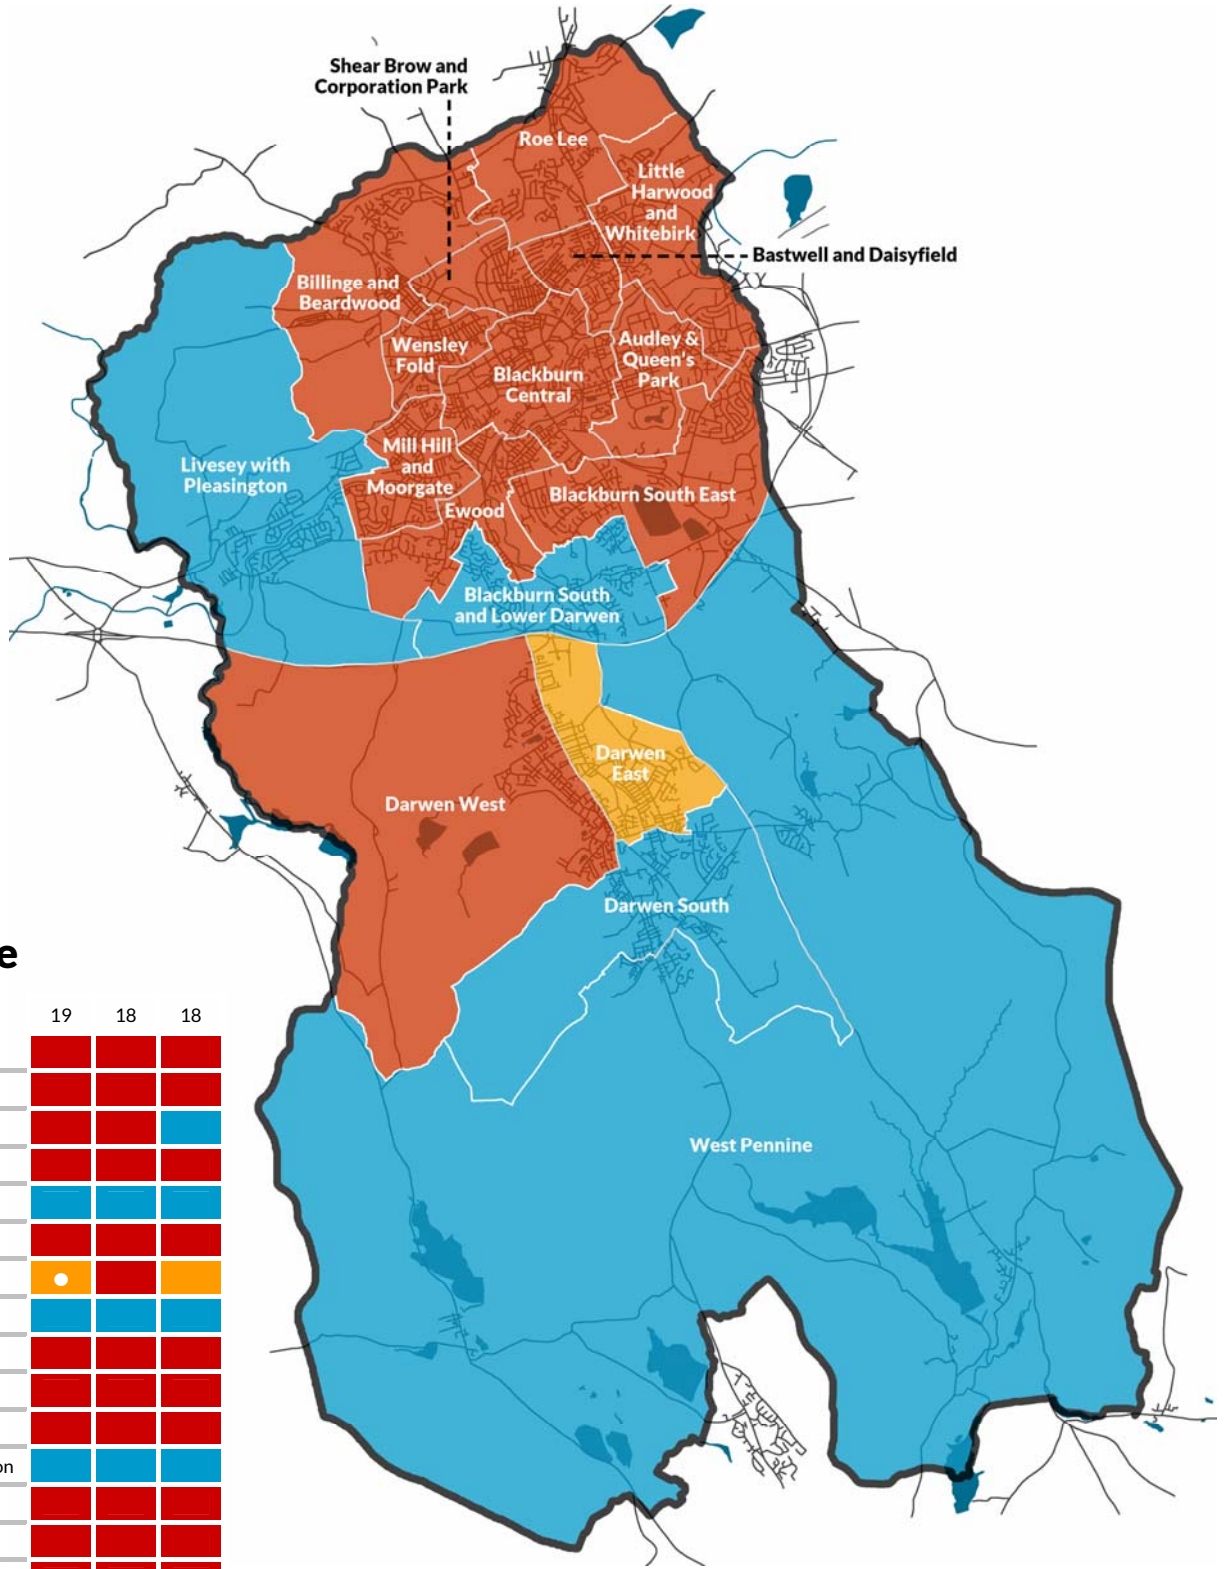 Shear Brow and
Corporation Park
Roe Lee
Little
Harwood
and
Whitebirk
Bastwell and Daisyfield
Billinge and
Beardwood
Wensley
Fold
Audley &
Queen's
Park
Blackburn
Central
Mill Hill
and
Moorgate
Livesey with
Pleasington
Ewood
Blackburn South East
Blackburn South
and Lower Darwen
Darwen
East
Darwen West
Darwen South
West Pennine
e
19 18 18
on